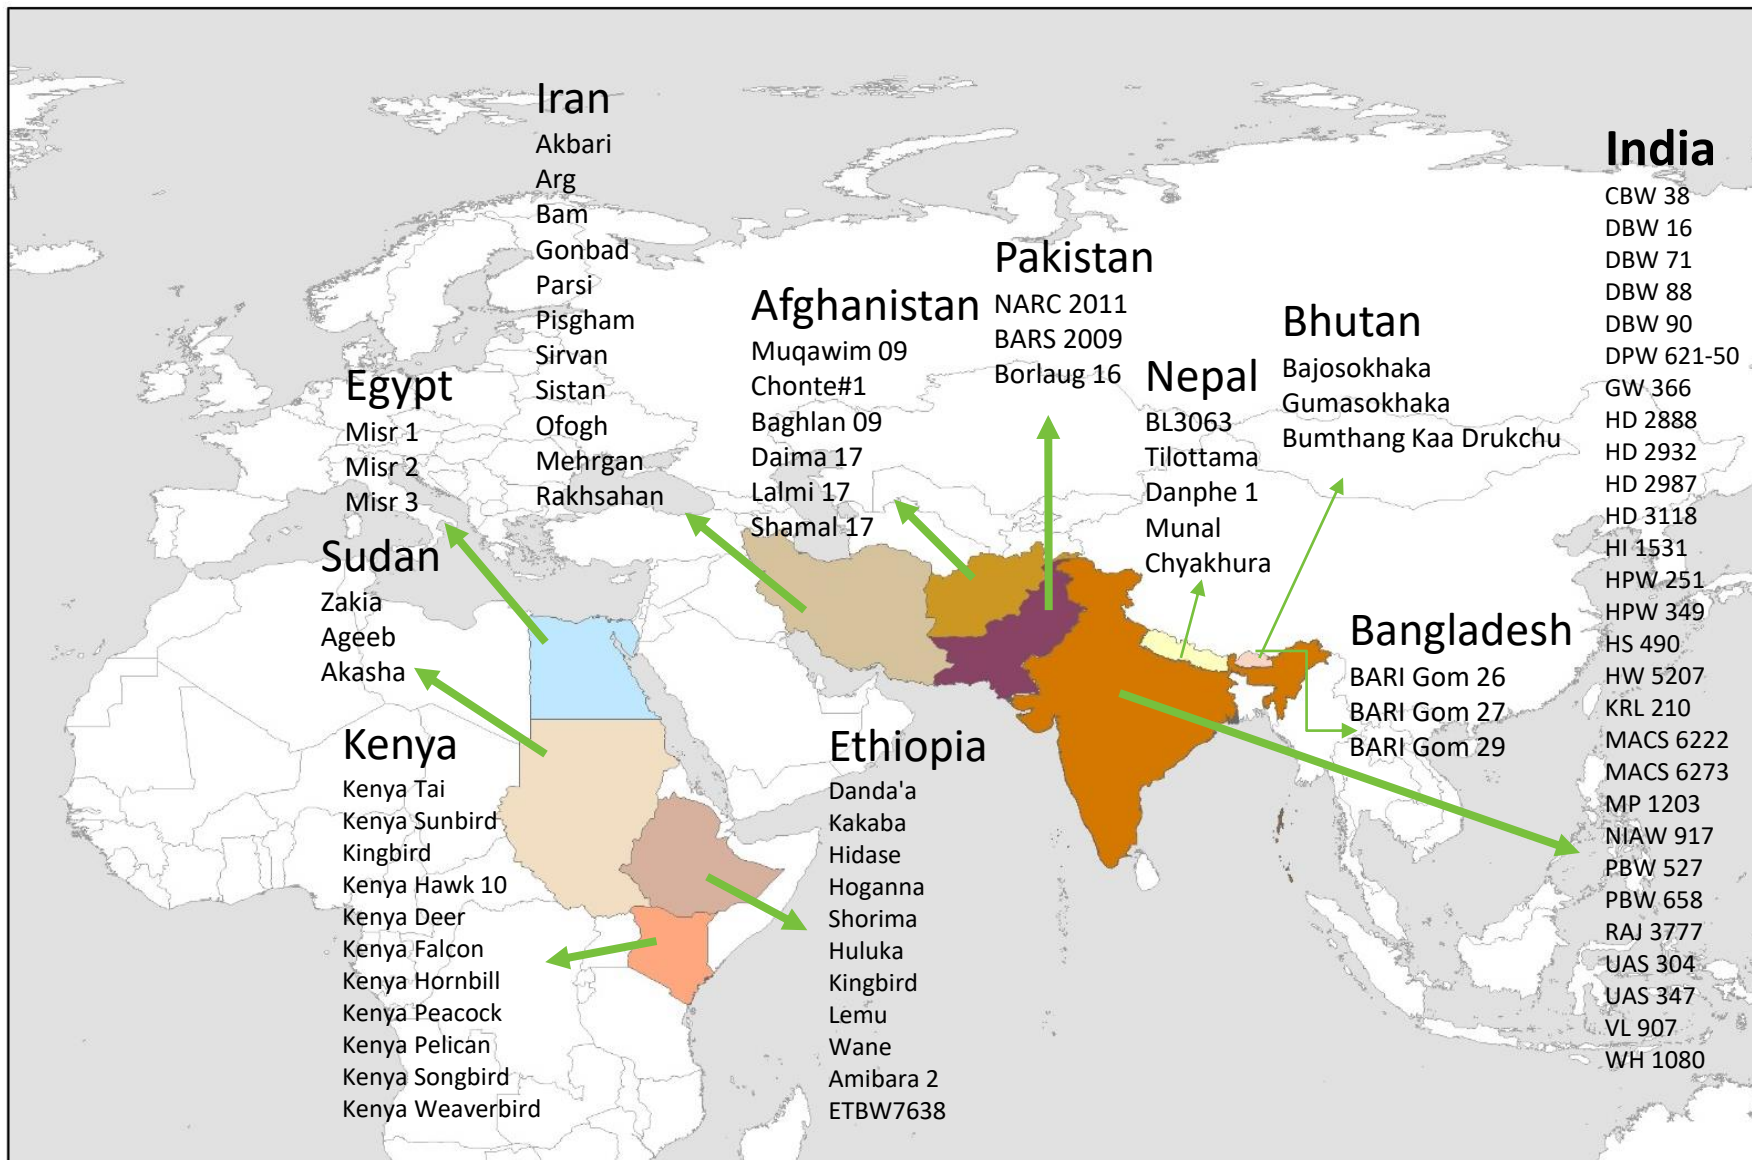 Iran
Akbari
Arg
Bam
Gonbad
Parsi
Pisgham
Sirvan
Sistan
Ofogh
Mehrgan
Rakhsahan
Egypt
Misr 1
Misr 2
Misr 3
Sudan
Zakia
Ageeb
Akasha
Kenya
Kenya Tai
Kenya Sunbird
Kingbird
Kenya Hawk 10
Kenya Deer
Kenya Falcon
Kenya Hornbill
Kenya Peacock
Kenya Pelican
Kenya Songbird
Kenya Weaverbird
Afghanistan
Muqawim 09
Chonte#1
Baghlan 09
Daima 17
Lalmi 17
Shamal 17
Ethiopia
Danda'a
Kakaba
Hidase
Hoganna
Shorima
Huluka
Kingbird
Lemu
Wane
Amibara 2
ETBW7638
Pakistan
NARC 2011
BARS 2009
Borlaug 16
Nepal
BL3063
Tilottama
Danphe 1
Munal
Chyakhura
Bhutan
Bajosokhaka
Gumasokhaka
Bumthang Kaa Drukchu
Bangladesh
BARI Gom 26
BARI Gom 27
BARI Gom 29
India
CBW 38
DBW 16
DBW 71
DBW 88
DBW 90
DPW 621-50
GW 366
HD 2888
HD 2932
HD 2987
HD 3118
HI 1531
HPW 251
HPW 349
HS 490
HW 5207
KRL 210
MACS 6222
MACS 6273
MP 1203
NIAW 917
PBW 527
PBW 658
RAJ 3777
UAS 304
UAS 347
VL 907
WH 1080